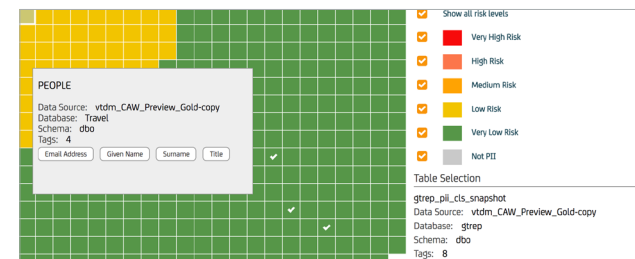 PEOPLE
Data Source: vtdm_CAW_Preview_Gold-copy
Database: Travel
Schema: dbo
Tags: 4
Email Address Given Name Surname Title
Show all risk levels
Very High Risk
High Risk
Medium Risk
Low Risk
Very Low Risk
Not PII
Table Selection
gtrep_pii_cls_snapshot
Data Source: vtdm_CAW_Preview_Gold-copy
Database: gtrep
Schema: dbo
Tags: 8